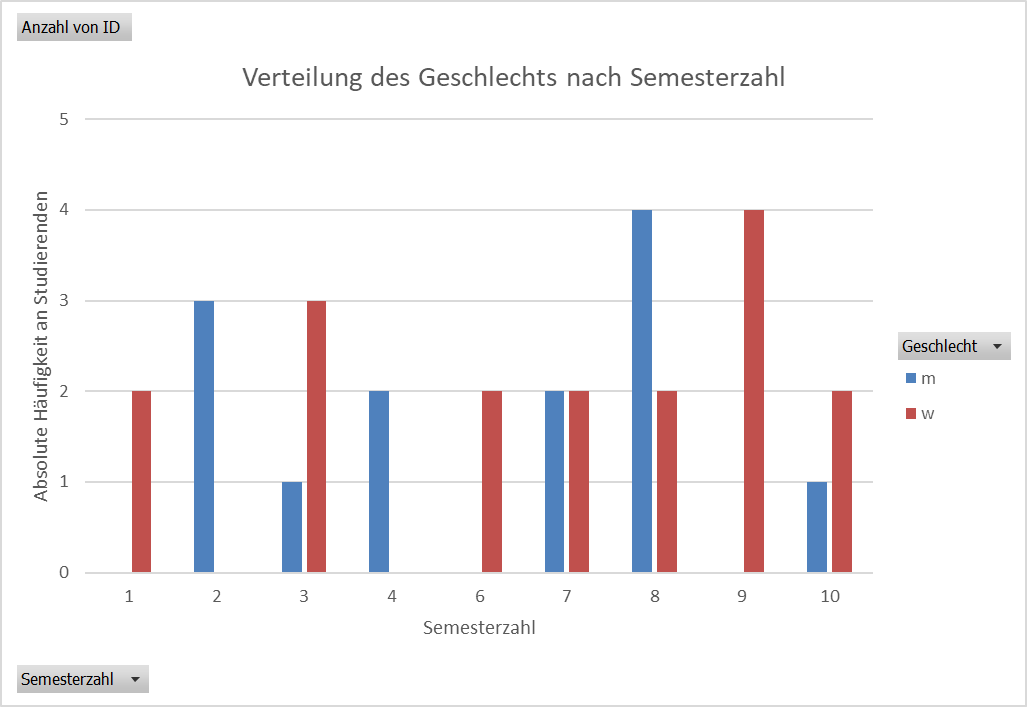 Anzahl von ID
Verteilung des Geschlechts nach Semesterzahl
Absolute Häufigkeit an Studierenden
5
4
3
2
1
0
1 2 3 4 6 7 8 9 10
Semesterzahl
Geschlecht
m
w
Semesterzahl